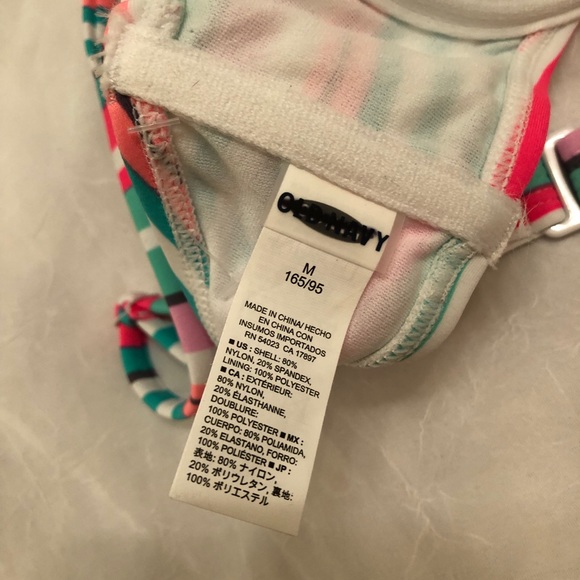 OLD NAVY
M
165/95
MADE IN CHINA/ HECHO
EN CHINA CON
INSUMOS IMPORTADOS
RN 54023 CA 17897
■ US : SHELL: 80%
NYLON, 20% SPANDEX,
LINING: 100% POLYESTER
■ CA : EXTÉRIEUR:
80% NYLON,
20% ÉLASTHANNE,
DOUBLURE:
100% POLYESTER ■ MX :
CUERPO: 80% POLIAMIDA,
20% ELASTANO, FORRO:
100% POLIÉSTER ■ JP :
表地: 80% ナイロン,
20% ポリウレタン, 裏地:
100% ポリエステル